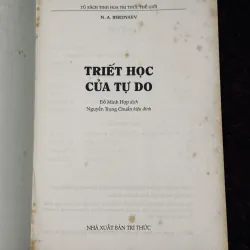 TỦ SÁCH TINH HOA TRI THỨC THẾ GIỚI
N. A. BERDYAEV
TRIẾT HỌC
CỦA TỰ DO
Đỗ Minh Hợp dịch
Nguyễn Trọng Chuẩn hiệu đính
NHÀ XUẤT BẢN TRI THỨC